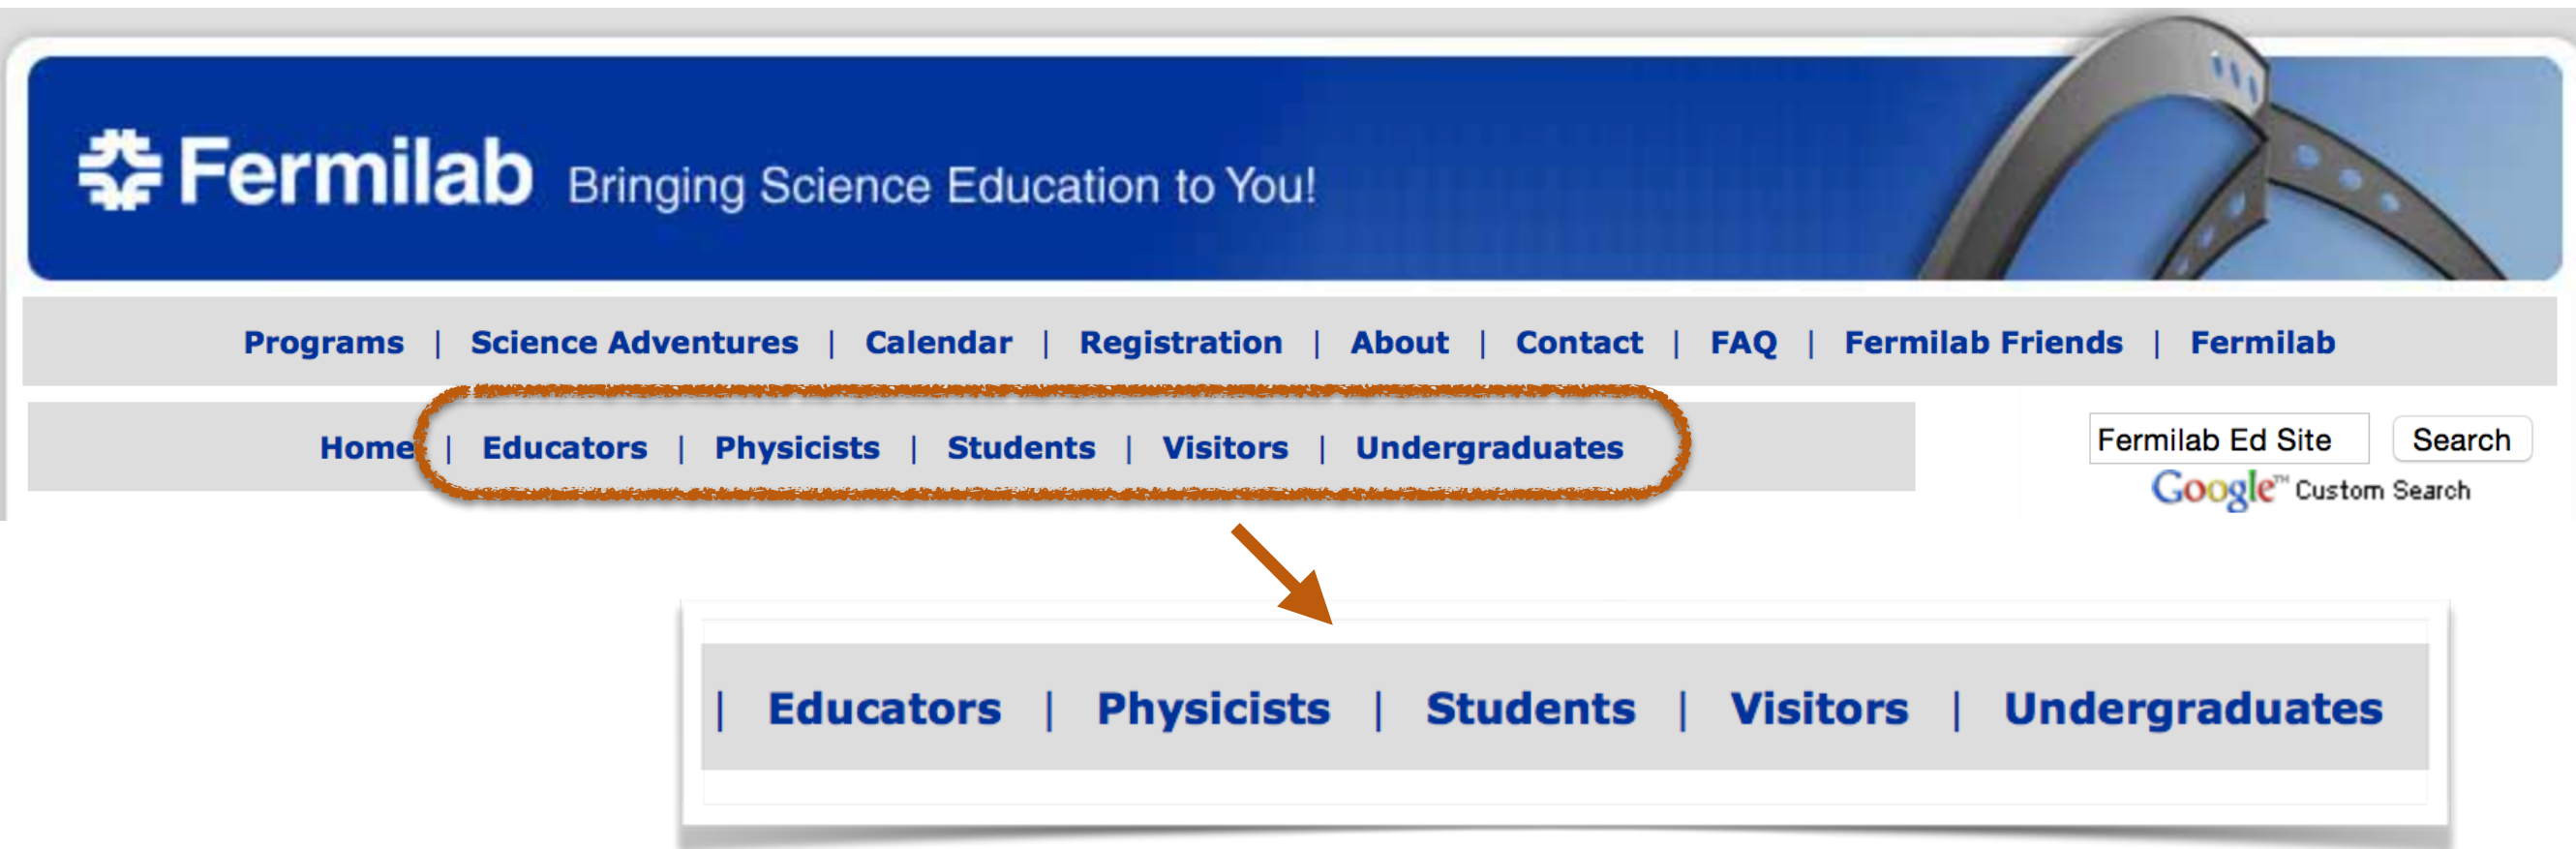 Fermilab Bringing Science Education to You!
Programs | Science Adventures | Calendar | Registration | About | Contact | FAQ | Fermilab Friends | Fermilab
Home | Educators | Physicists | Students | Visitors | Undergraduates
Fermilab Ed Site Search
Google™ Custom Search
| Educators | Physicists | Students | Visitors | Undergraduates